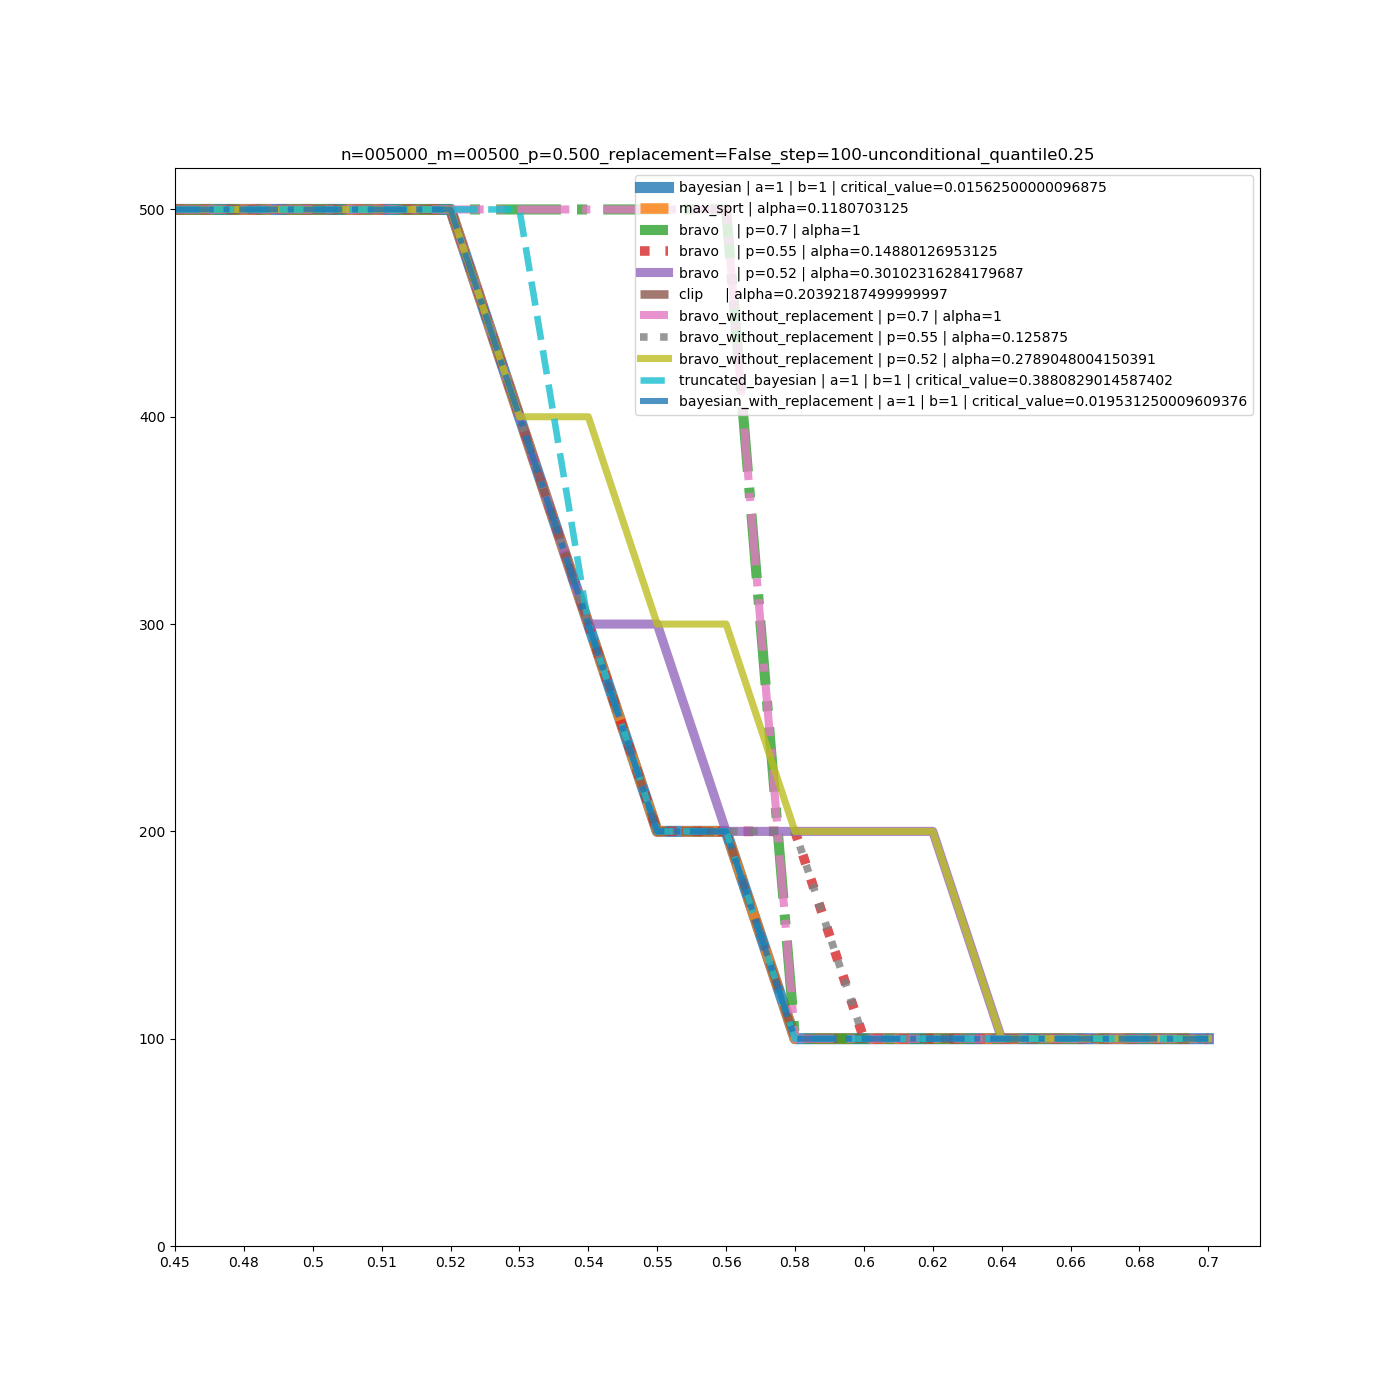 n=005000_m=00500_p=0.500_replacement=False_step=100-unconditional_quantile0.25
bayesian | a=1 | b=1 | critical_value=0.01562500000096875
max_sprt | alpha=0.1180703125
bravo    | p=0.7 | alpha=1
bravo    | p=0.55 | alpha=0.14880126953125
bravo    | p=0.52 | alpha=0.30102316284179687
clip     | alpha=0.20392187499999997
bravo_without_replacement | p=0.7 | alpha=1
bravo_without_replacement | p=0.55 | alpha=0.125875
bravo_without_replacement | p=0.52 | alpha=0.2789048004150391
truncated_bayesian | a=1 | b=1 | critical_value=0.3880829014587402
bayesian_with_replacement | a=1 | b=1 | critical_value=0.019531250009609376
500
400
300
200
100
0
0.45 0.48 0.5 0.51 0.52 0.53 0.54 0.55 0.56 0.58 0.6 0.62 0.64 0.66 0.68 0.7